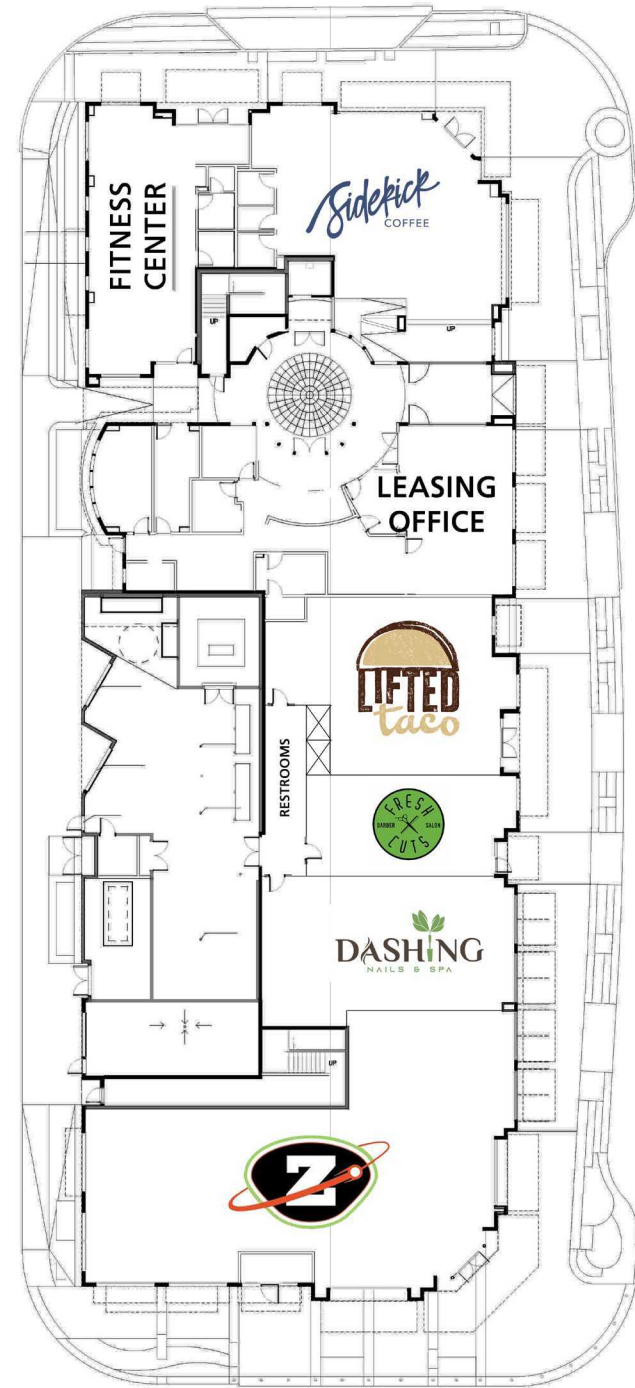 FITNESS
CENTER
Sidekick
COFFEE
UP
UP
LEASING
OFFICE
LIFTED
taco
RESTROOMS
FRESH
BARBER SALON
CUTS
DASHING
NAILS & SPA
UP
Z